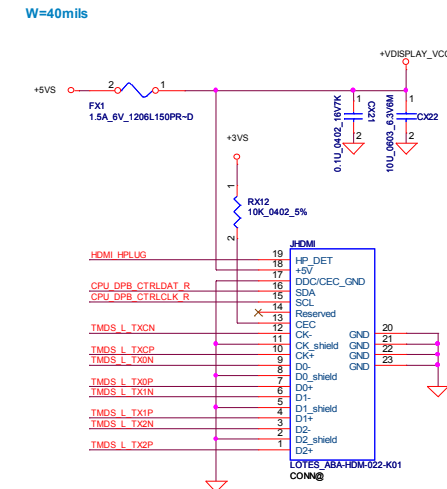 W=40mils
+VDISPLAY_VCC
+5VS
2
1
FX1
1.5A_6V_1206L150PR~D
1
2
CX21
0.1U_0402_16V7K
1
2
CX22
10U_0603_6.3V6M
+3VS
1
2
RX12
10K_0402_5%
JHDMI
HDMI HPLUG 19 HP_DET
18 +5V
17 DDC/CEC_GND
CPU_DPB_CTRLDAT_R 16 SDA
CPU_DPB_CTRLCLK_R 15 SCL
14 Reserved
13 CEC
TMDS_L_TXCN 12 CK- GND 20
11 CK_shield GND 21
TMDS_L_TXCP 10 CK+ GND 22
TMDS_L_TX0N 9 D0- GND 23
8 D0_shield
TMDS_L_TX0P 7 D0+
TMDS_L_TX1N 6 D1-
5 D1_shield
TMDS_L_TX1P 4 D1+
TMDS_L_TX2N 3 D2-
2 D2_shield
TMDS_L_TX2P 1 D2+
LOTES_ABA-HDM-022-K01
CONN@